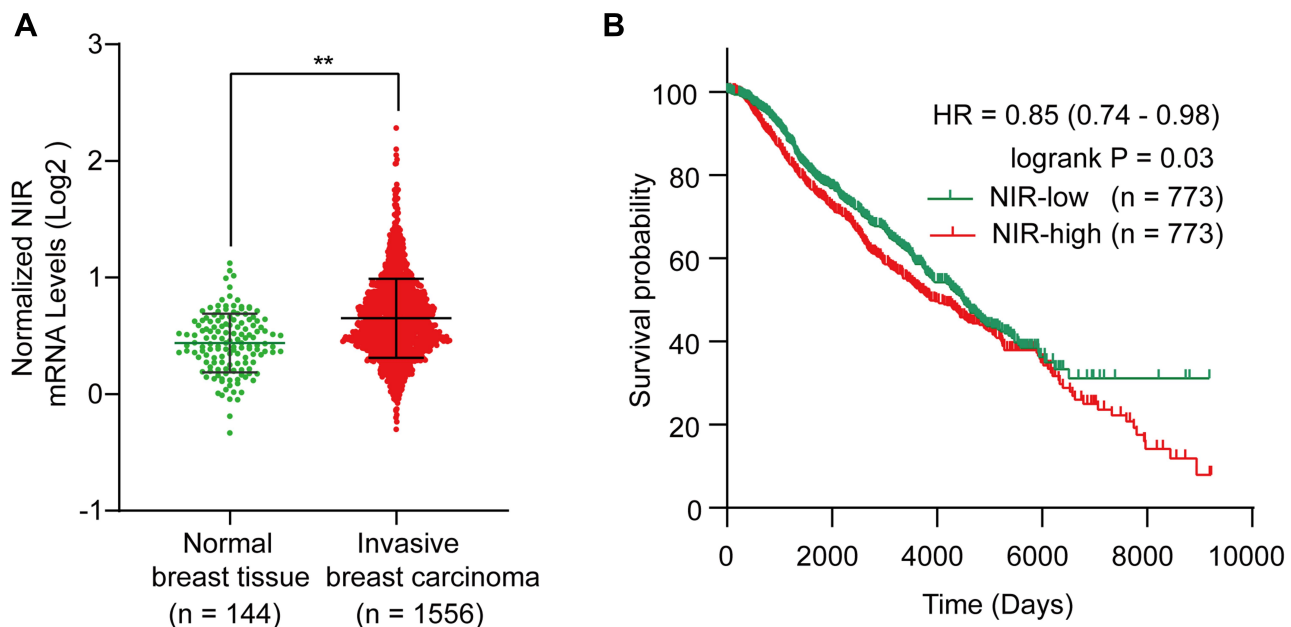 A
Normalized NIR
mRNA Levels (Log2 )
3
2
1
0
-1
**
Normal
breast tissue
(n = 144)
Invasive
breast carcinoma
(n = 1556)
B
Survival probability
100
80
60
40
20
0
HR = 0.85 (0.74 - 0.98)
logrank P = 0.03
NIR-low (n = 773)
NIR-high (n = 773)
0 2000 4000 6000 8000 10000
Time (Days)